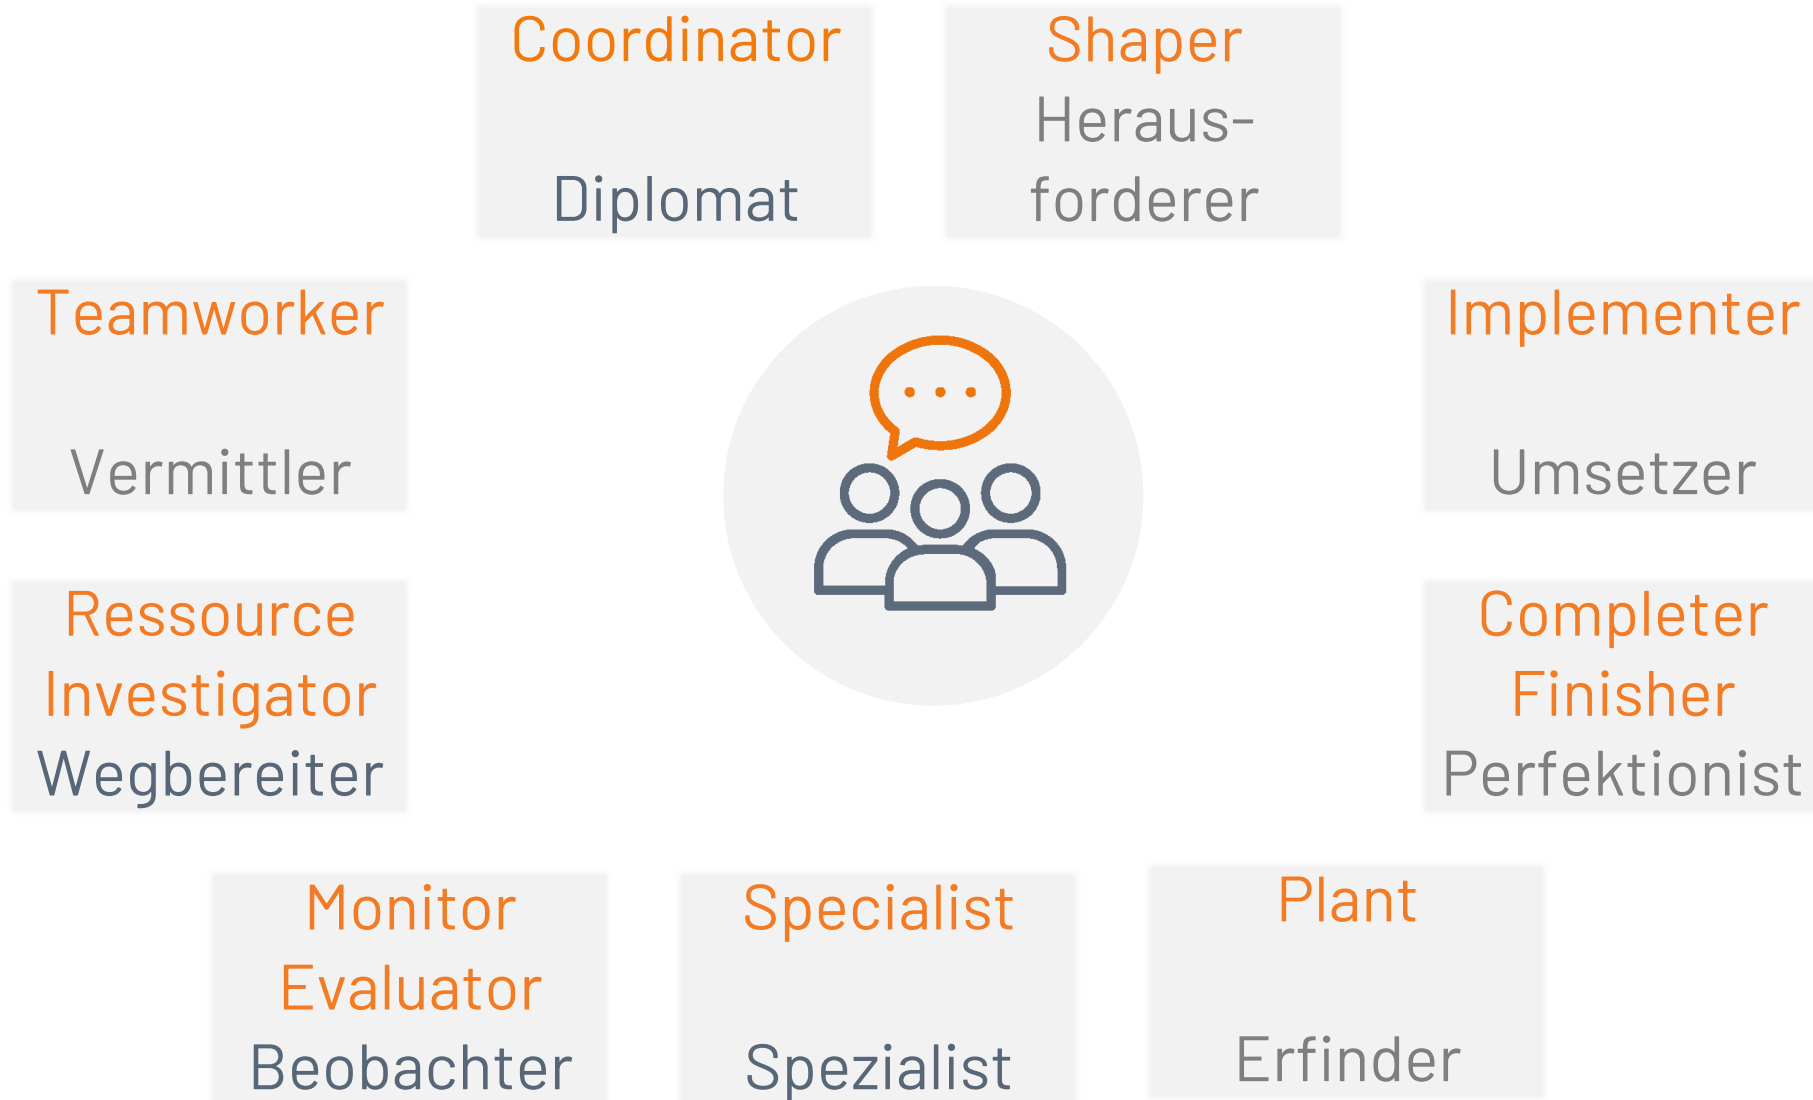 Coordinator
Diplomat
Shaper
Heraus-
forderer
Teamworker
Vermittler
Implementer
Umsetzer
Ressource
Investigator
Wegbereiter
Completer
Finisher
Perfektionist
Monitor
Evaluator
Beobachter
Specialist
Spezialist
Plant
Erfinder